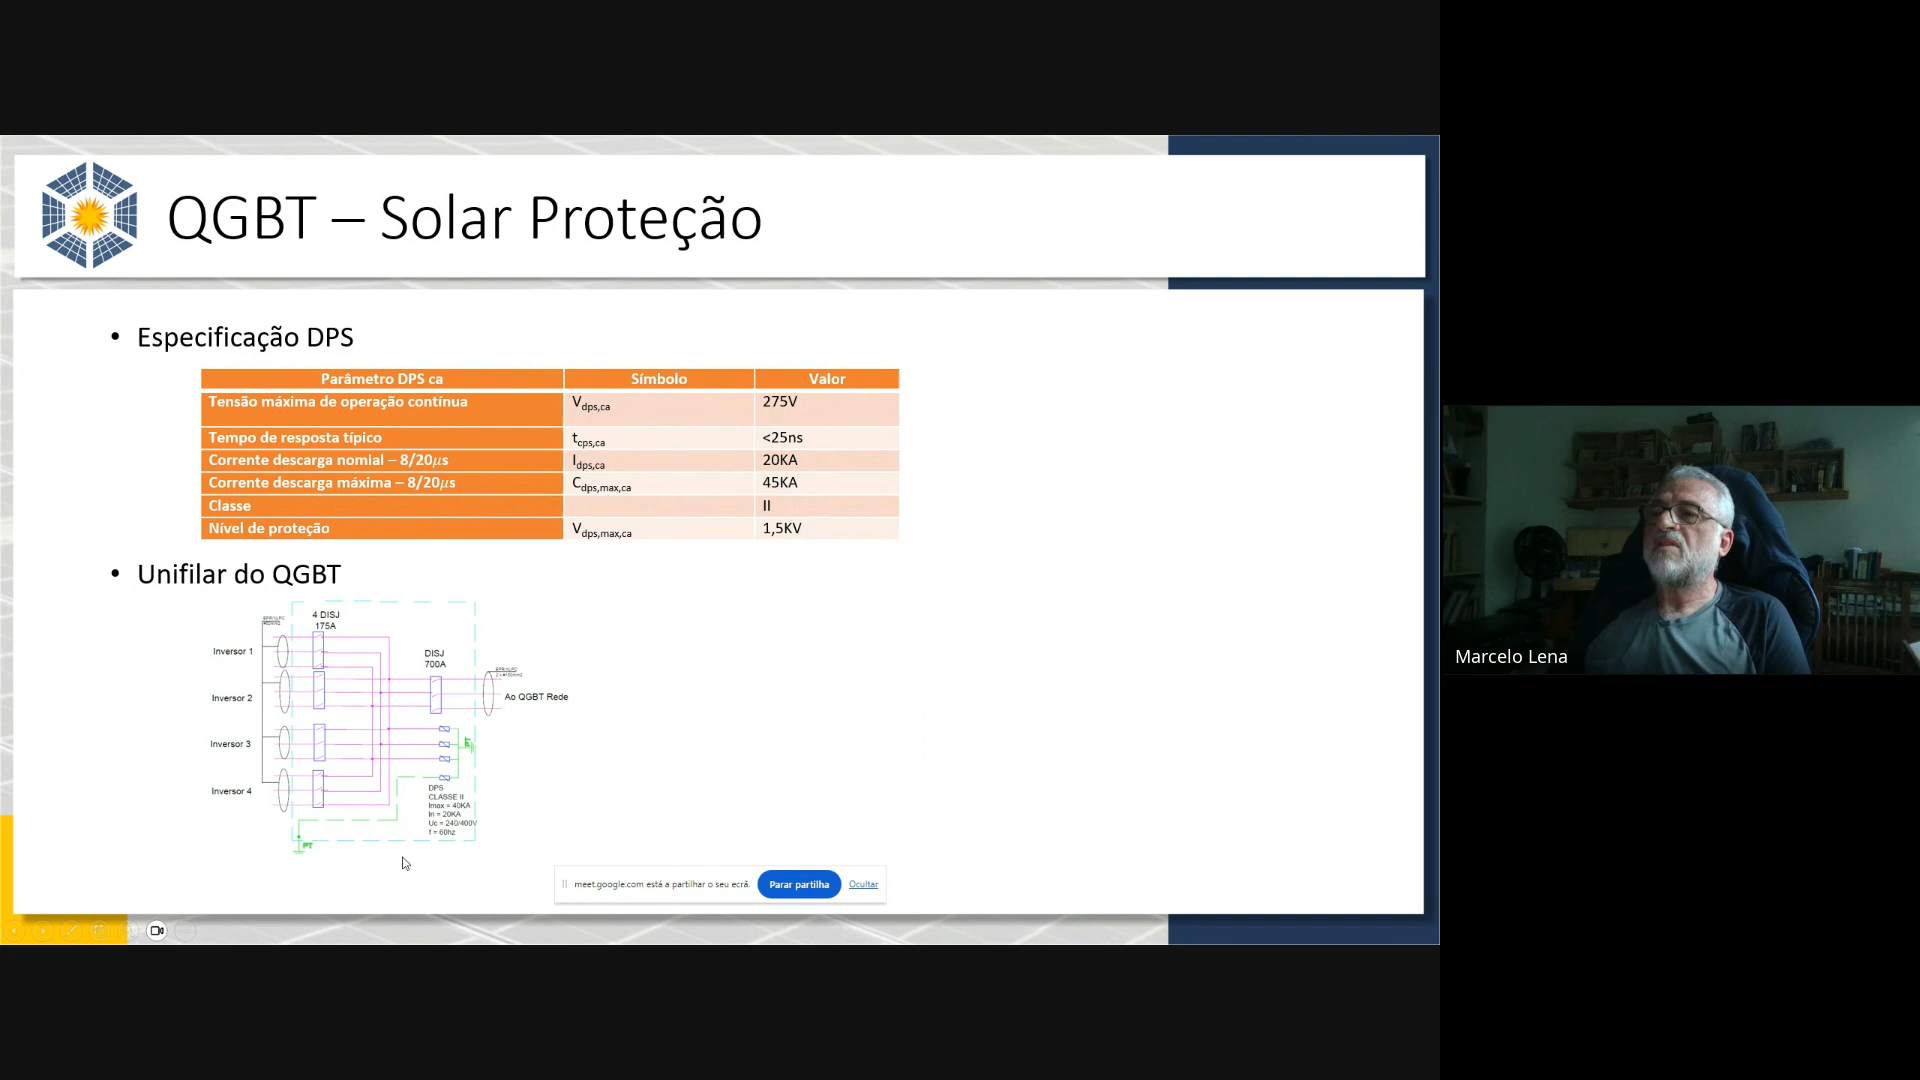 QGBT – Solar Proteção
• Especificação DPS
Parâmetro DPS ca Símbolo Valor
Tensão máxima de operação contínua Vdps,ca 275V
Tempo de resposta típico tcps,ca <25ns
Corrente descarga nomial – 8/20μs Idps,ca 20KA
Corrente descarga máxima – 8/20μs Cdps,max,ca 45KA
Classe II
Nível de proteção Vdps,max,ca 1,5KV
• Unifilar do QGBT
4 DISJ
175A
Inversor 1
DISJ
700A
Inversor 2
Ao QGBT Rede
Inversor 3
PT
Inversor 4
DPS
CLASSE II
Imax = 40KA
In = 20KA
Uc = 240/400V
f = 60hz
PT
meet.google.com está a partilhar o seu ecrã.
Parar partilha
Ocultar
Marcelo Lena